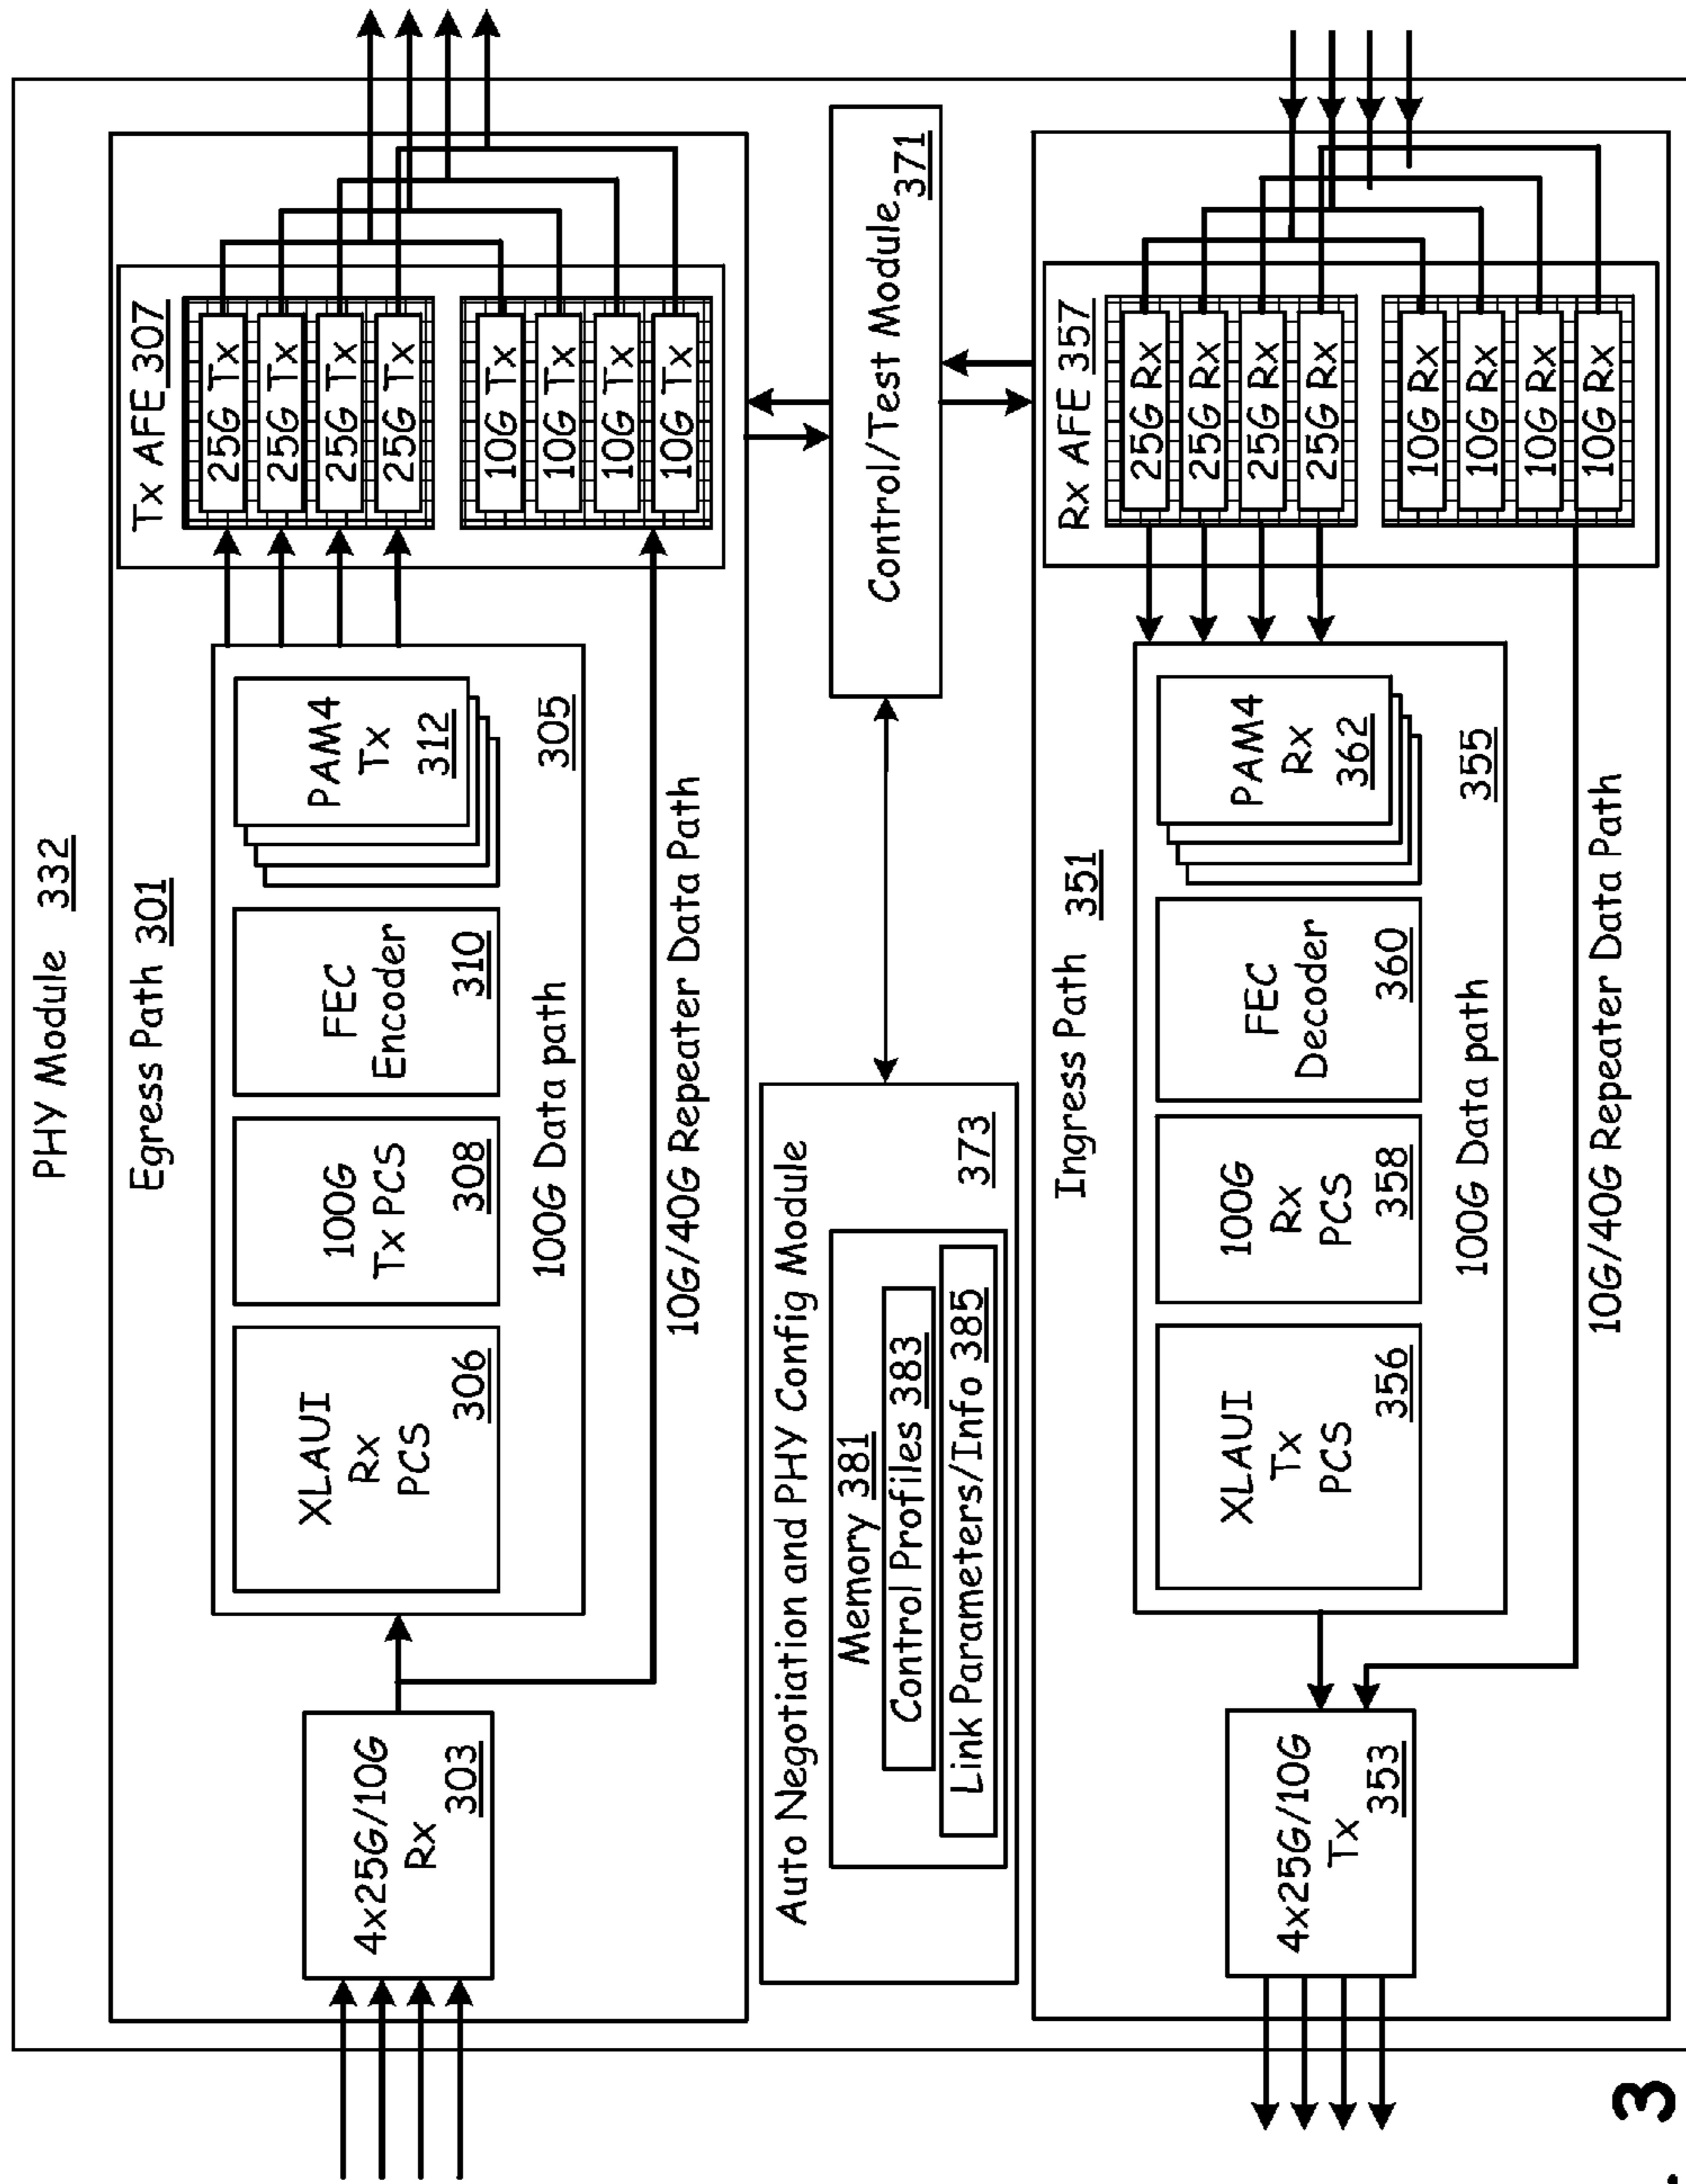 PHY Module 332
Egress Path 301
4x25G/10G
Rx
303
XLAUI
Rx
PCS
306
100G
Tx PCS
308
FEC
Encoder
310
PAM4
Tx
312
100G Data path
305
10G/40G Repeater Data Path
Tx AFE 307
25G Tx
25G Tx
25G Tx
25G Tx
10G Tx
10G Tx
10G Tx
10G Tx
Auto Negotiation and PHY Config Module
Memory 381
Control Profiles 383
Link Parameters/Info 385
373
Control/Test Module 371
Ingress Path 351
4x25G/10G
Tx
353
XLAUI
Tx
PCS
356
100G
Rx
PCS
358
FEC
Decoder
360
PAM4
Rx
362
100G Data path
355
10G/40G Repeater Data Path
Rx AFE 357
25G Rx
25G Rx
25G Rx
25G Rx
10G Rx
10G Rx
10G Rx
10G Rx
. 3